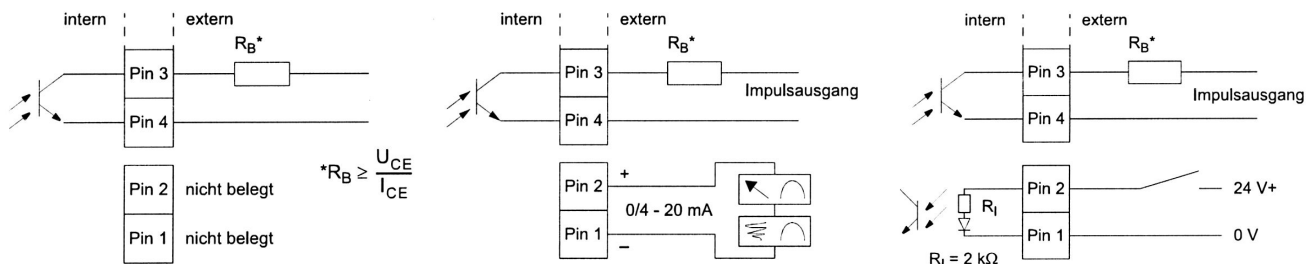 intern extern
R_B*
Pin 3
Pin 4
Pin 2 nicht belegt
Pin 1 nicht belegt
*R_B ≥ U_CE / I_CE
intern extern
R_B*
Pin 3
Impulsausgang
Pin 4
Pin 2 +
0/4 - 20 mA
Pin 1 –
intern extern
R_B*
Pin 3
Impulsausgang
Pin 4
Pin 2 24 V+
R_I
Pin 1 0 V
R_I = 2 kΩ